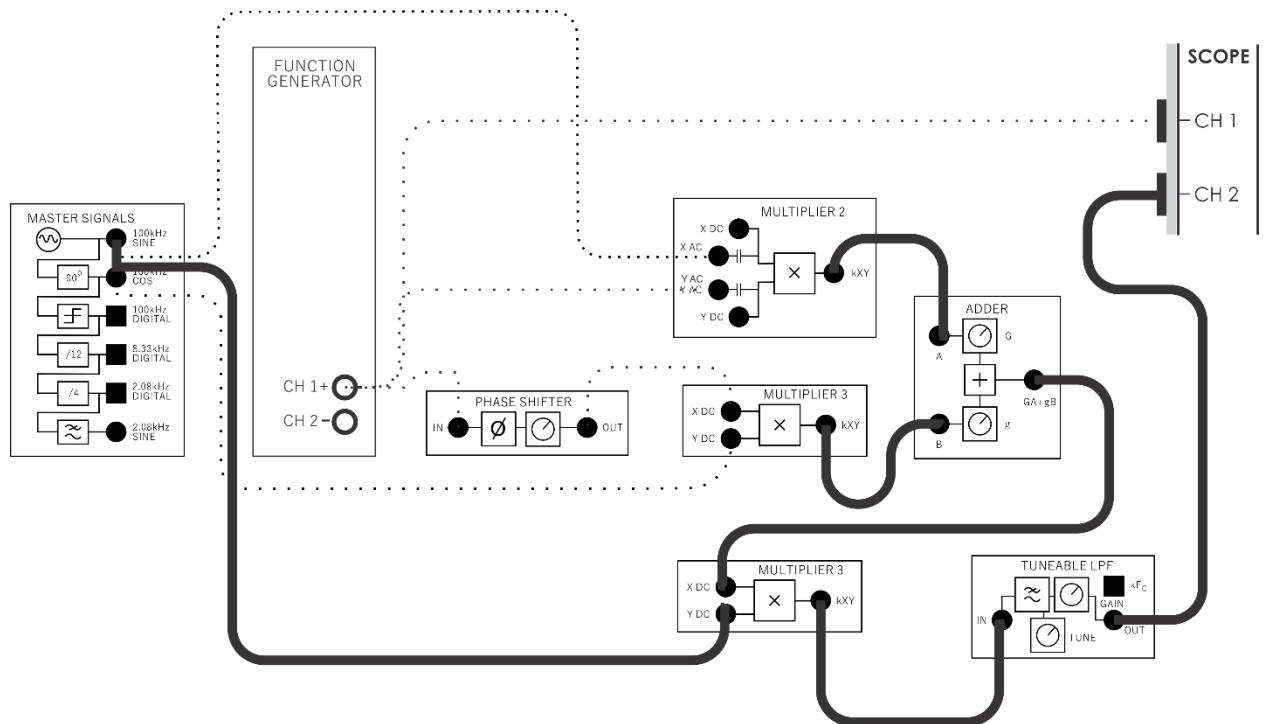 FUNCTION
GENERATOR
CH 1+
CH 2-
SCOPE
CH 1
CH 2
MASTER SIGNALS
100kHz
SINE
90°
100kHz
COS
100kHz
DIGITAL
/12
8.33kHz
DIGITAL
/4
2.08kHz
DIGITAL
2.08kHz
SINE
MULTIPLIER 2
X DC
X AC
Y AC
Y AC
Y DC
×
kXY
PHASE SHIFTER
IN
Ø
OUT
MULTIPLIER 3
X DC
Y DC
×
kXY
ADDER
A
G
+
GA+gB
B
g
MULTIPLIER 3
X DC
Y DC
×
kXY
TUNEABLE LPF
IN
GAIN
TUNE
OUT